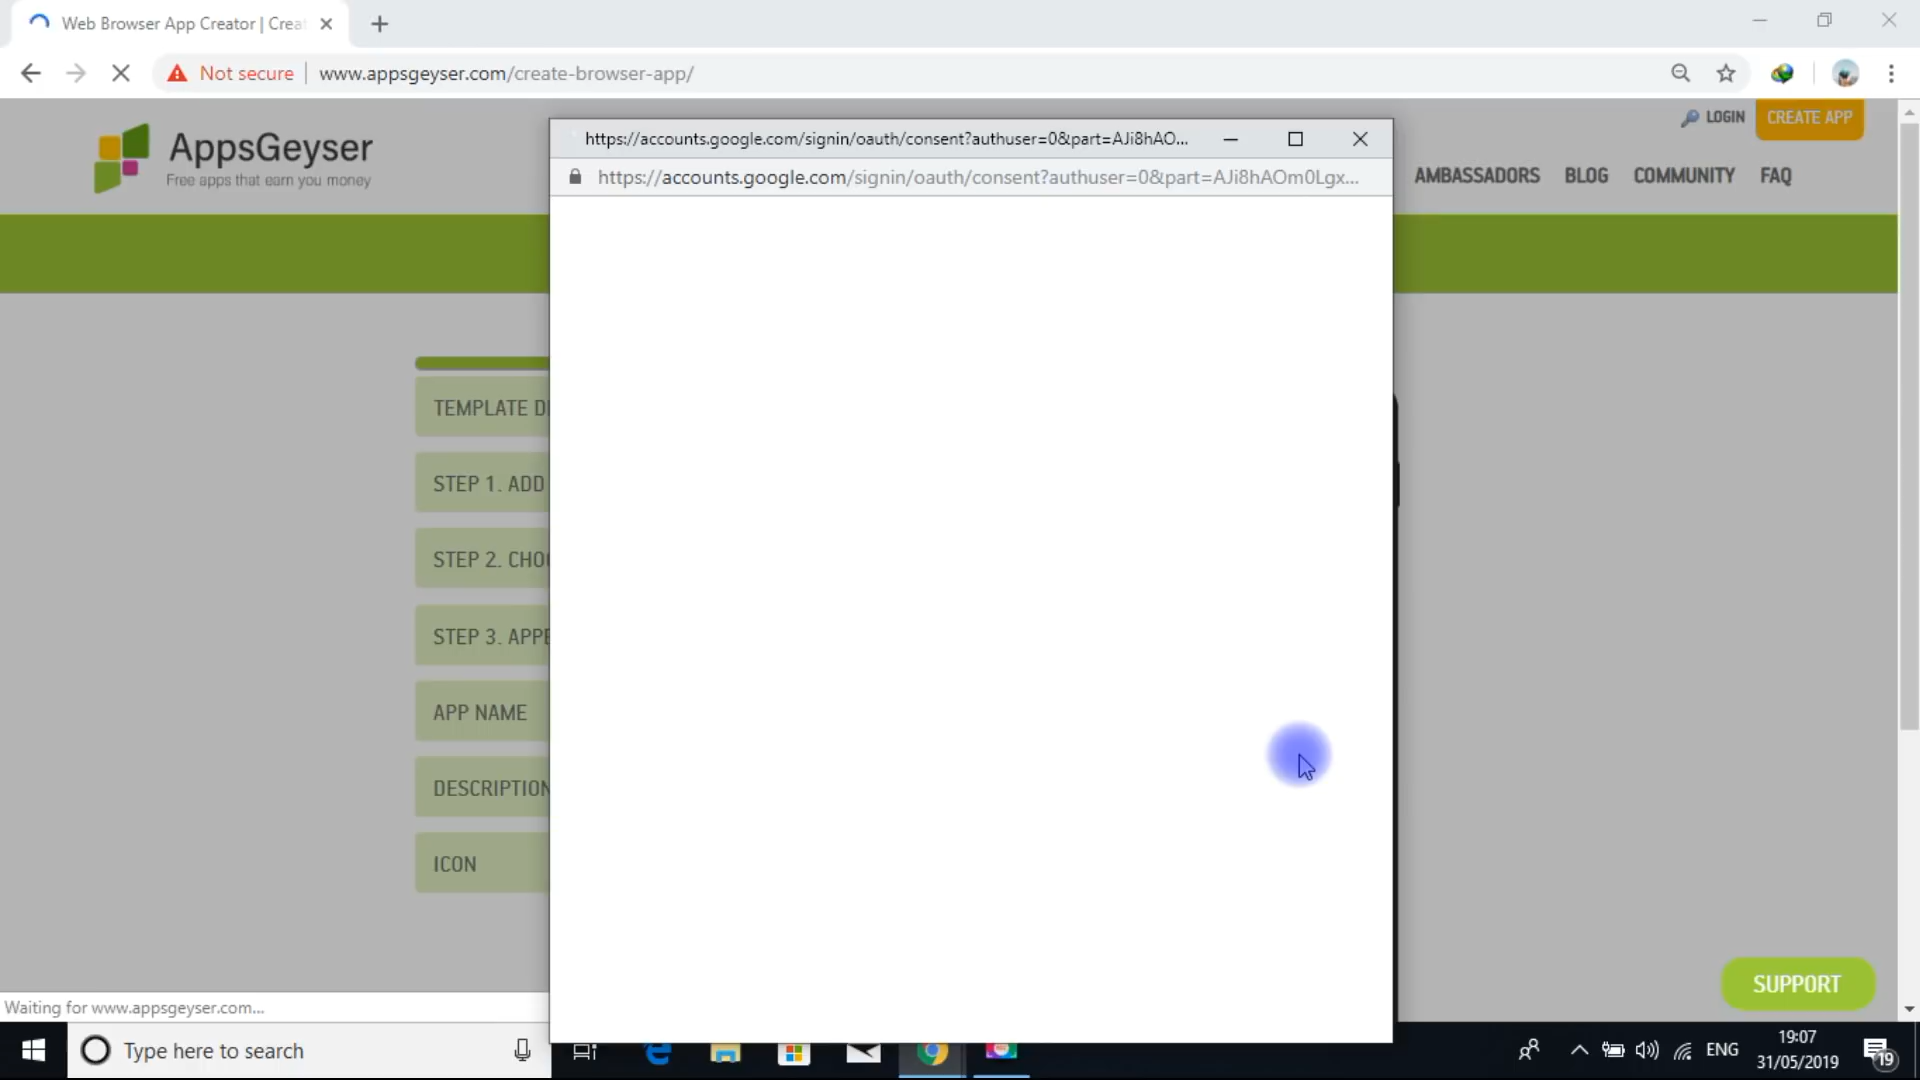 Web Browser App Creator | Crea
Not secure
www.appsgeyser.com/create-browser-app/
AppsGeyser
Free apps that earn you money
LOGIN
CREATE APP
AMBASSADORS
BLOG
COMMUNITY
FAQ
https://accounts.google.com/signin/oauth/consent?authuser=0&part=AJi8hAO...
https://accounts.google.com/signin/oauth/consent?authuser=0&part=AJi8hAOm0Lgx...
TEMPLATE D
STEP 1. ADD
STEP 2. CHO
STEP 3. APPE
APP NAME
DESCRIPTION
ICON
SUPPORT
Waiting for www.appsgeyser.com...
Type here to search
ENG
19:07
31/05/2019
19